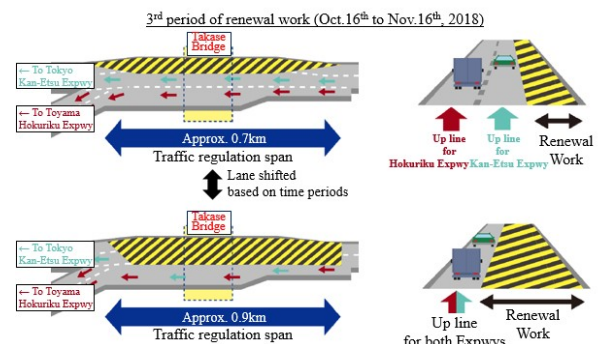 3rd period of renewal work (Oct.16th to Nov.16th, 2018)
Takase
Bridge
← To Tokyo
Kan-Etsu Expwy
← To Toyama
Hokuriku Expwy
Approx. 0.7km
Traffic regulation span
Up line
for
Hokuriku Expwy
Up line
for
Kan-Etsu Expwy
Renewal
Work
Lane shifted
based on time periods
Takase
Bridge
← To Tokyo
Kan-Etsu Expwy
← To Toyama
Hokuriku Expwy
Approx. 0.9km
Traffic regulation span
Up line
for both Expwys
Renewal
Work